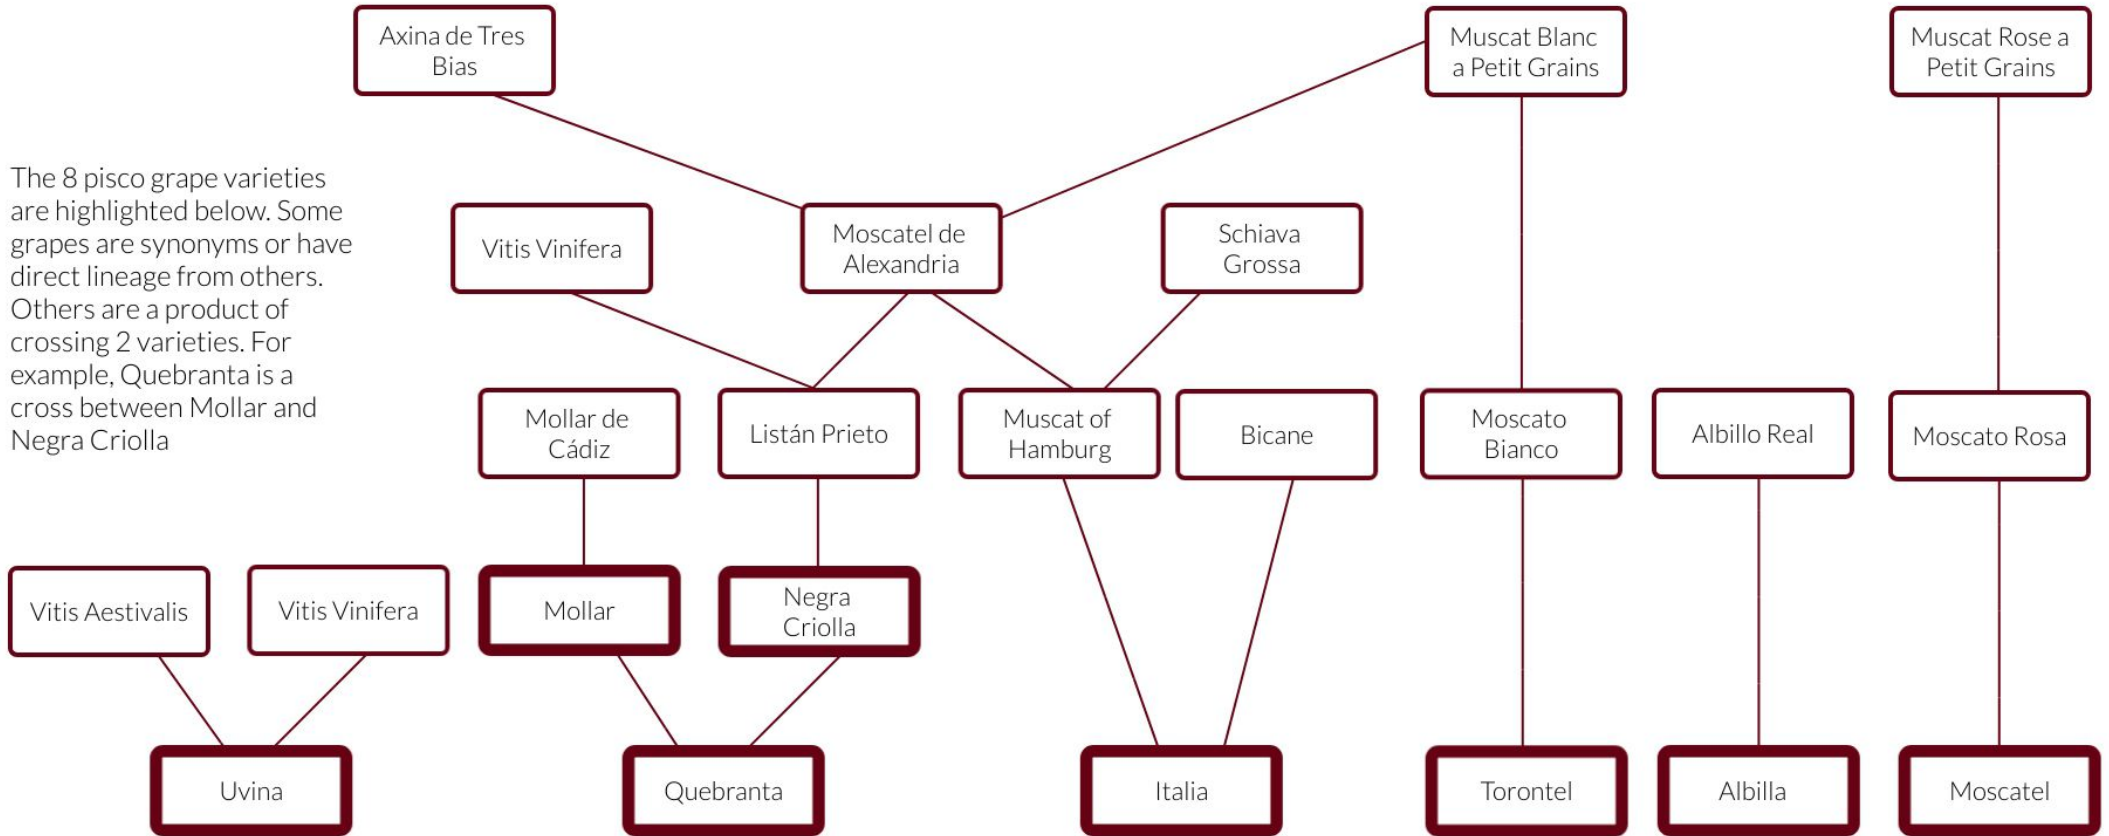 Axina de Tres
Bias
Muscat Blanc
a Petit Grains
Muscat Rose a
Petit Grains
The 8 pisco grape varieties
are highlighted below. Some
grapes are synonyms or have
direct lineage from others.
Others are a product of
crossing 2 varieties. For
example, Quebranta is a
cross between Mollar and
Negra Criolla
Vitis Vinifera
Moscatel de
Alexandria
Schiava
Grossa
Mollar de
Cádiz
Listán Prieto
Muscat of
Hamburg
Bicane
Moscato
Bianco
Albillo Real
Moscato Rosa
Vitis Aestivalis
Vitis Vinifera
Mollar
Negra
Criolla
Uvina
Quebranta
Italia
Torontel
Albilla
Moscatel